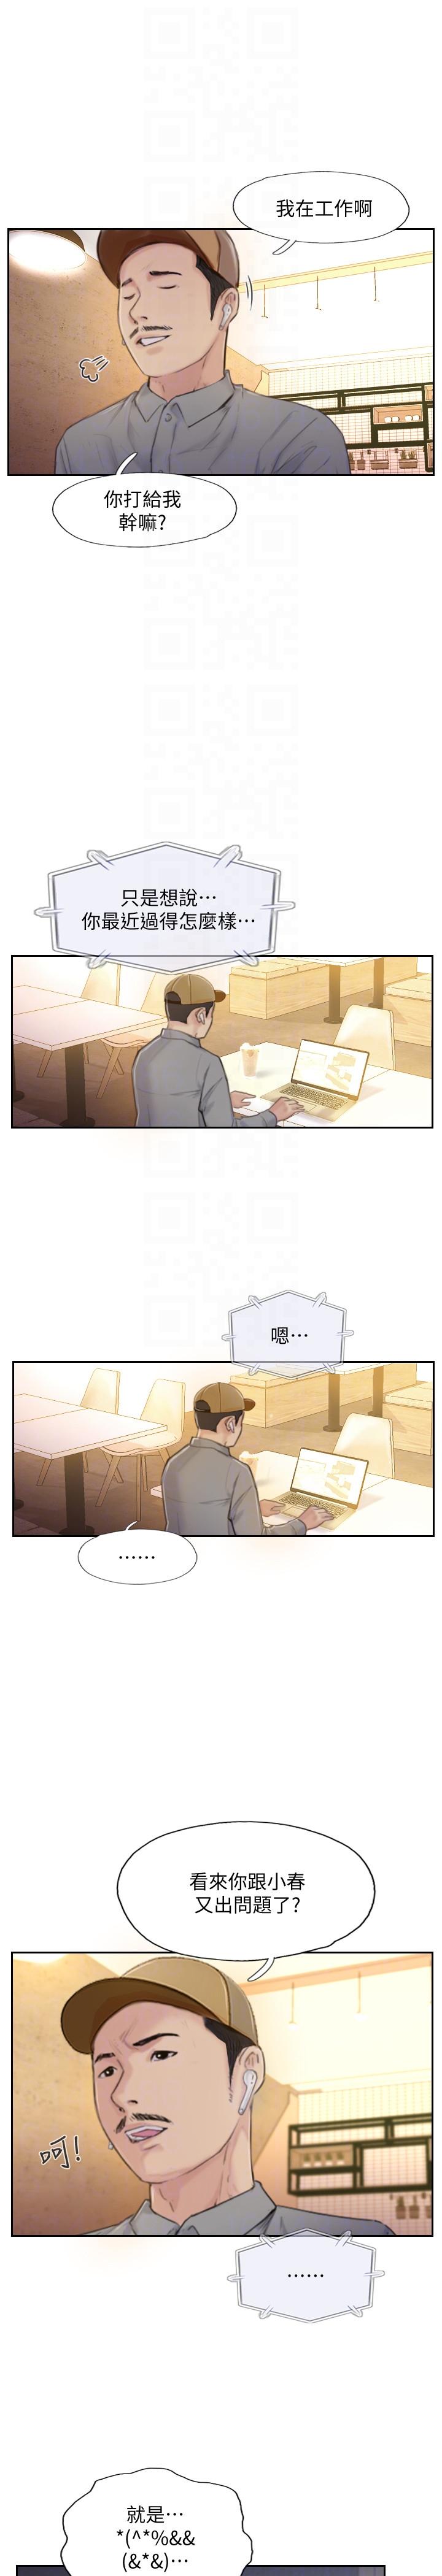 我在工作啊
你打給我
幹嘛?
只是想說…
你最近過得怎麼樣…
嗯…
……
看來你跟小春
又出問題了?
呵!
……
就是…
*(^*%&&
(&*&)…